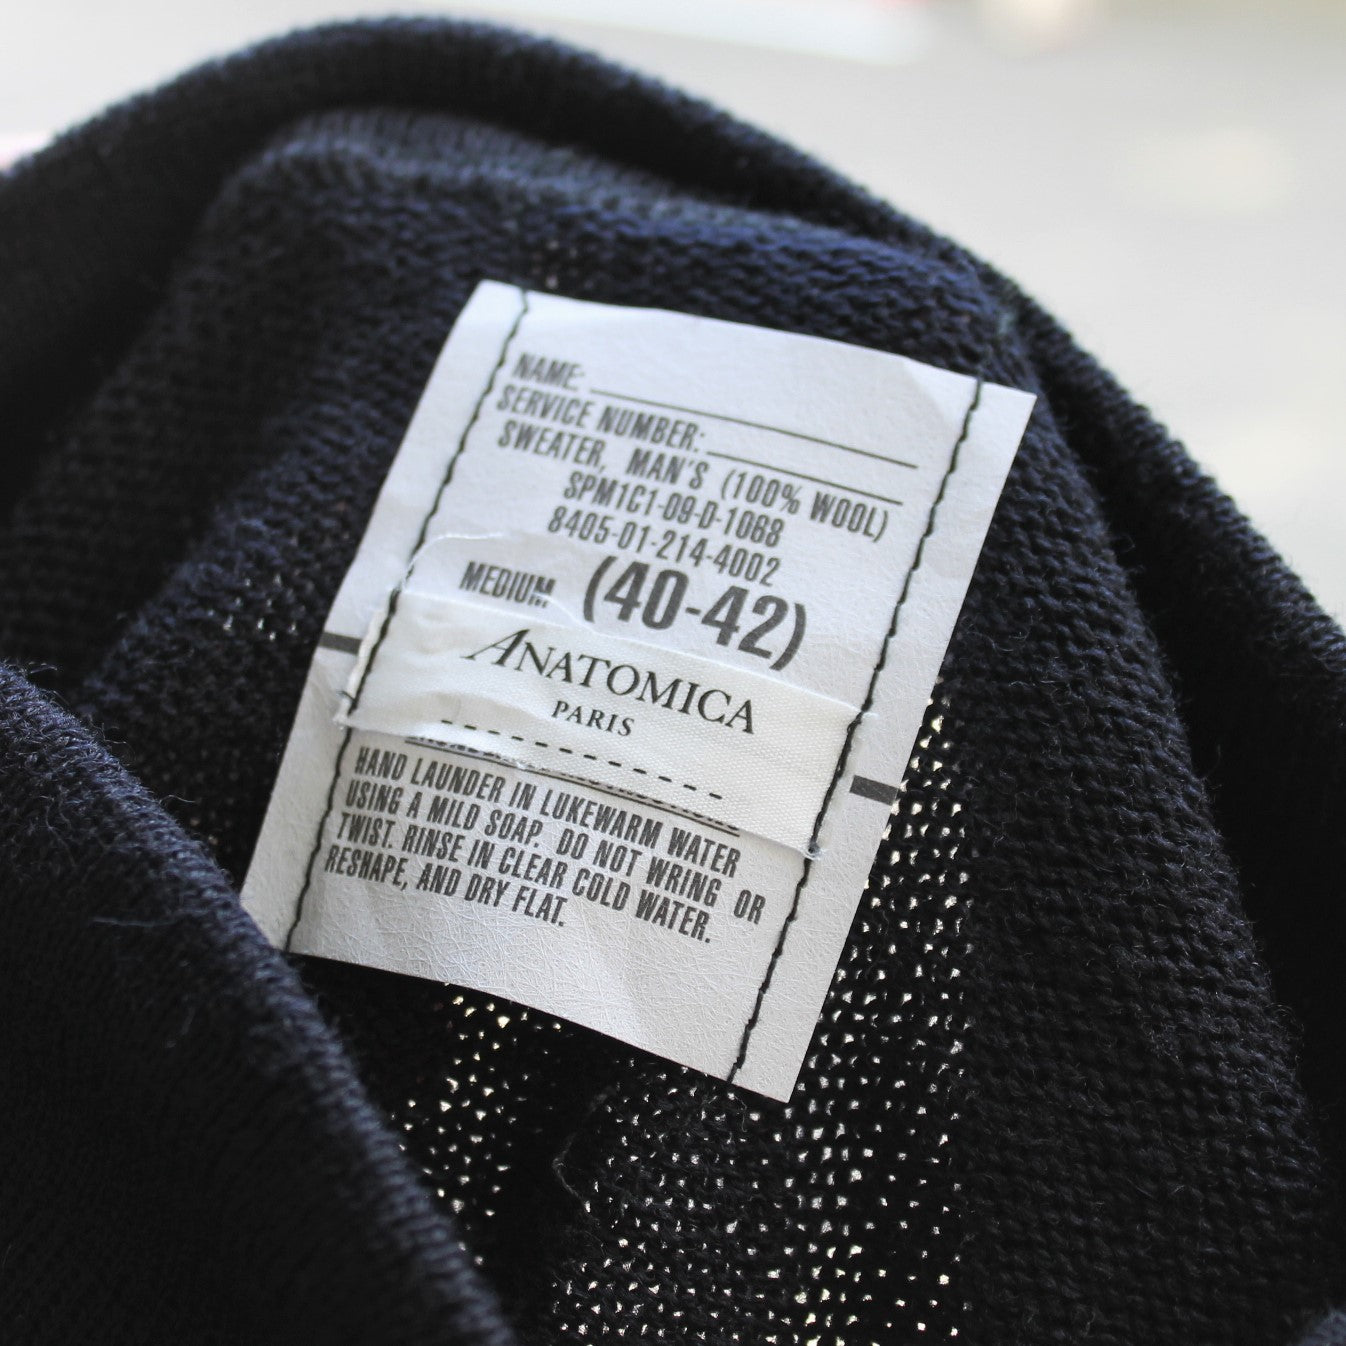 NAME:
SERVICE NUMBER:
SWEATER, MAN'S (100% WOOL)
SPM1C1-09-D-1068
8405-01-214-4002
MEDIUM (40-42)
ANATOMICA
PARIS
HAND LAUNDER IN LUKEWARM WATER
USING A MILD SOAP. DO NOT WRING OR
TWIST. RINSE IN CLEAR COLD WATER.
RESHAPE, AND DRY FLAT.